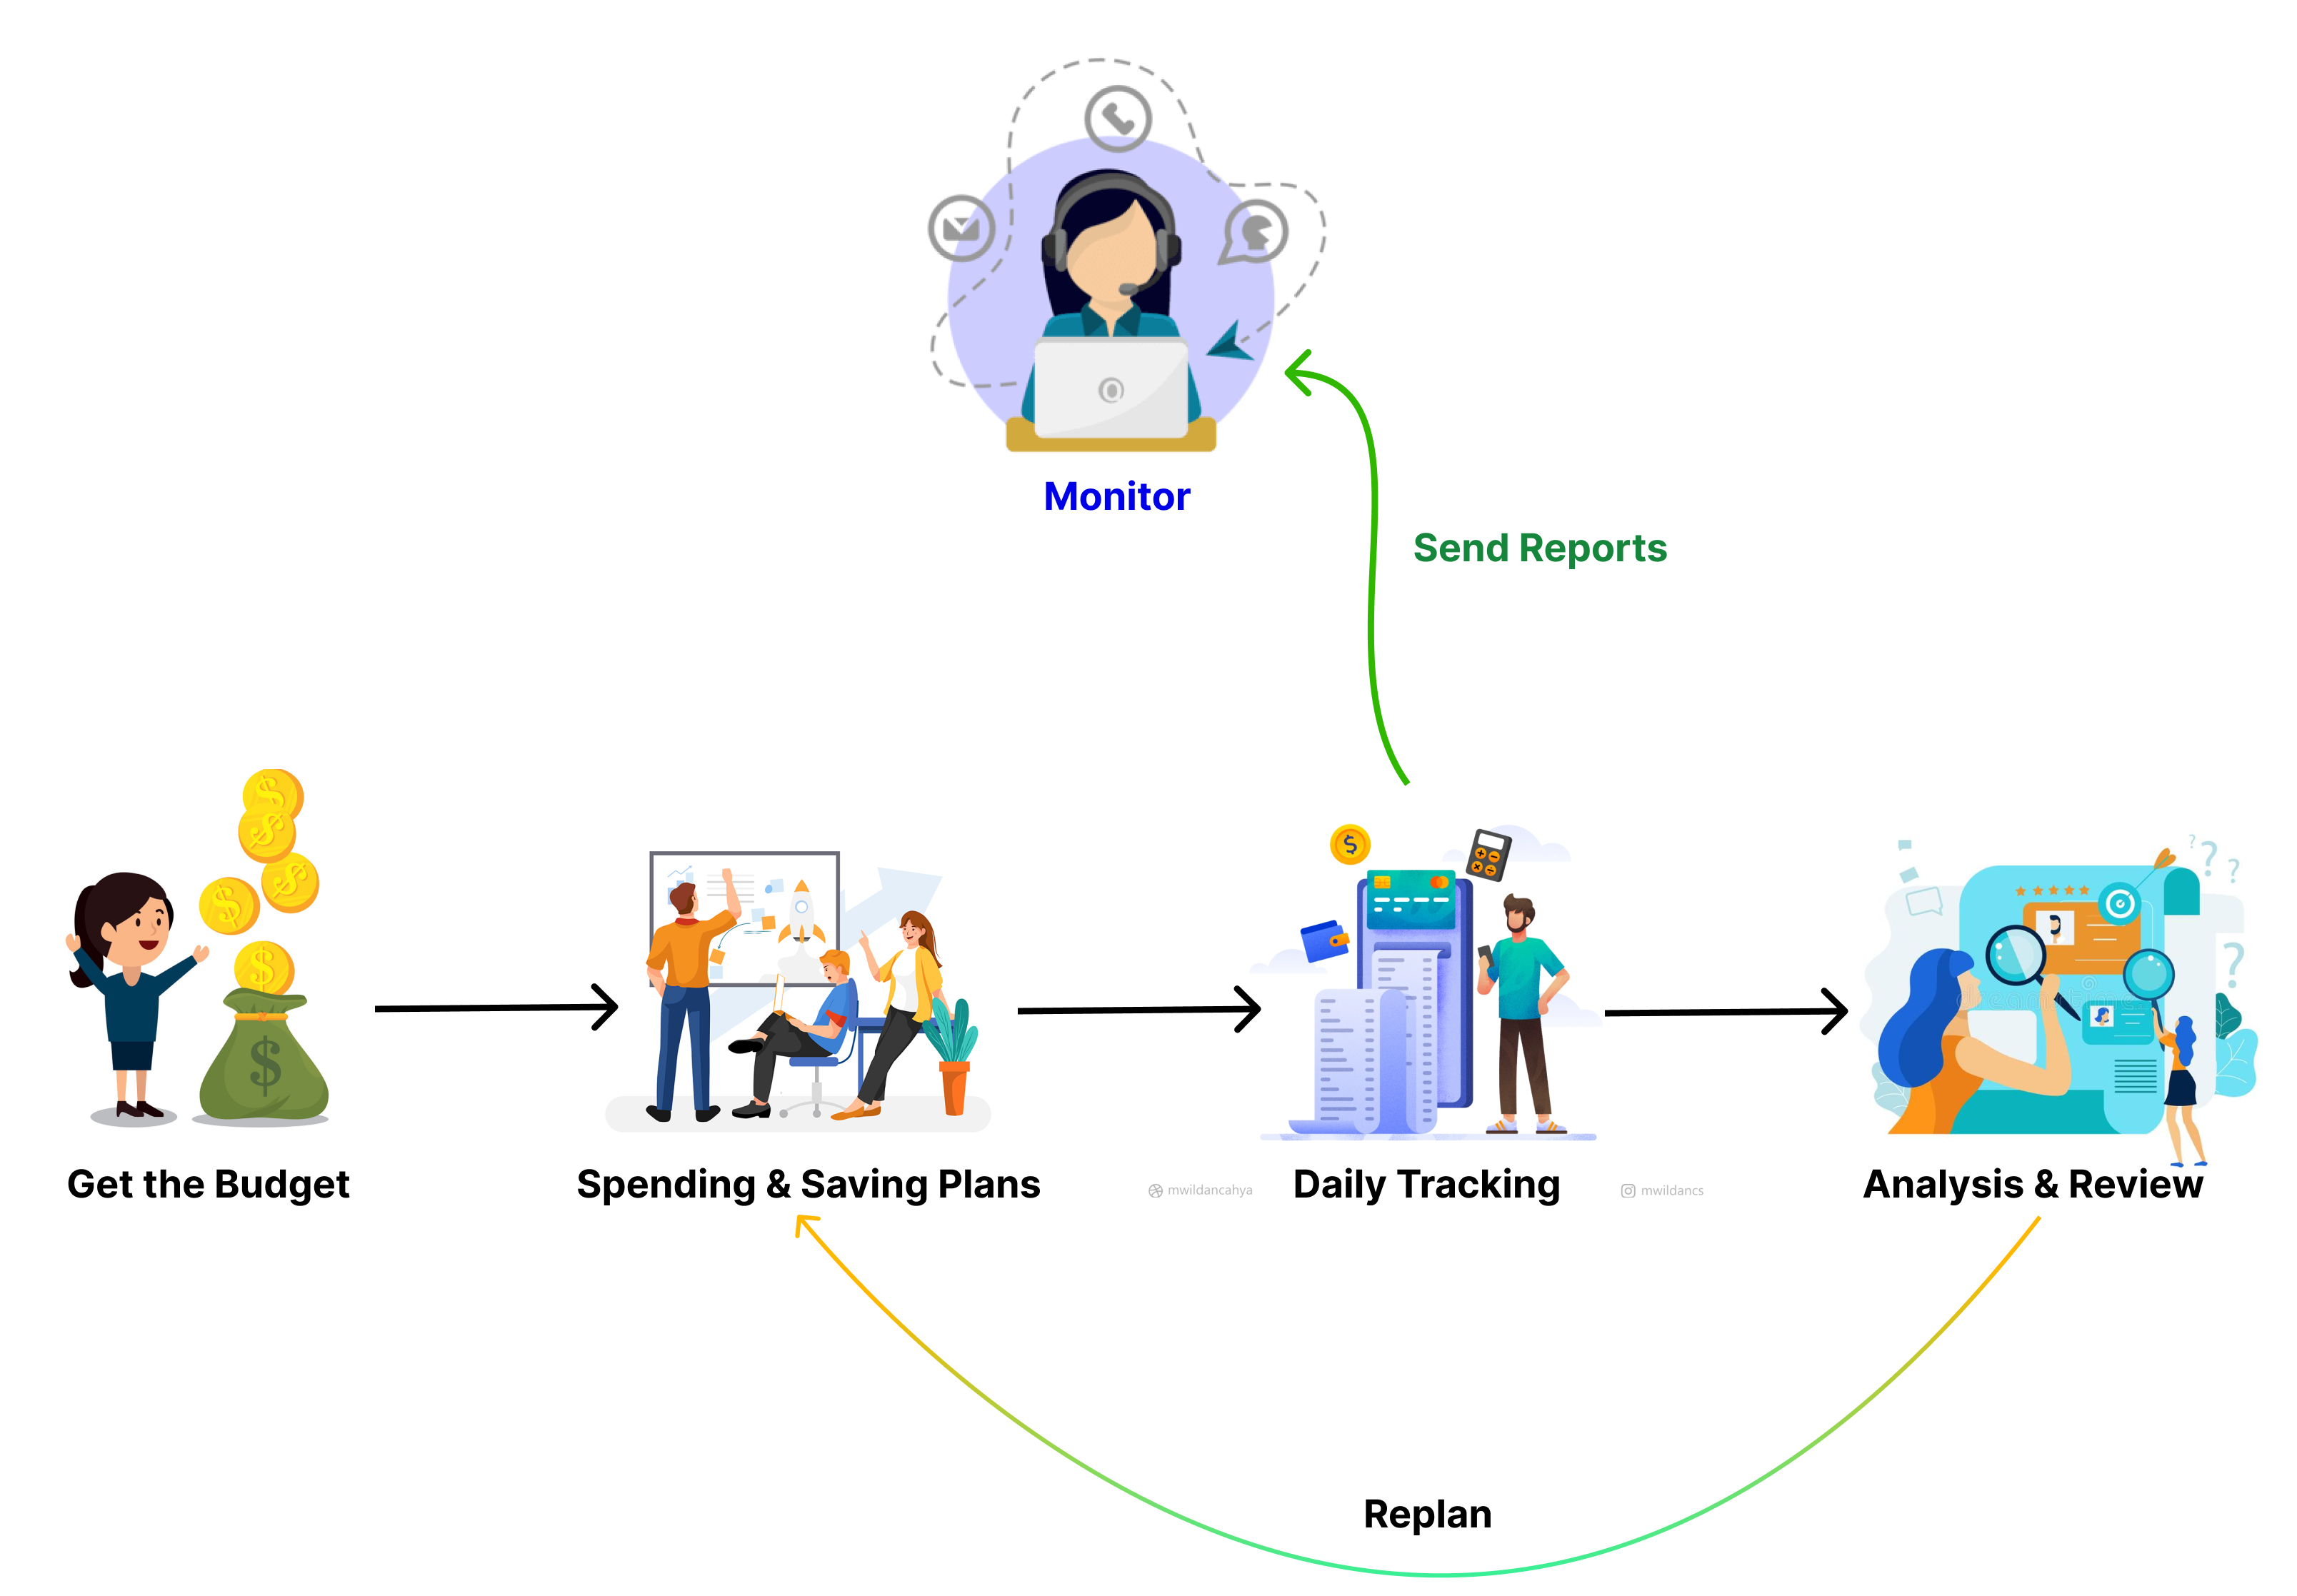 Monitor
Send Reports
Get the Budget
Spending & Saving Plans
mwildancahya
Daily Tracking
mwildancs
Analysis & Review
Replan